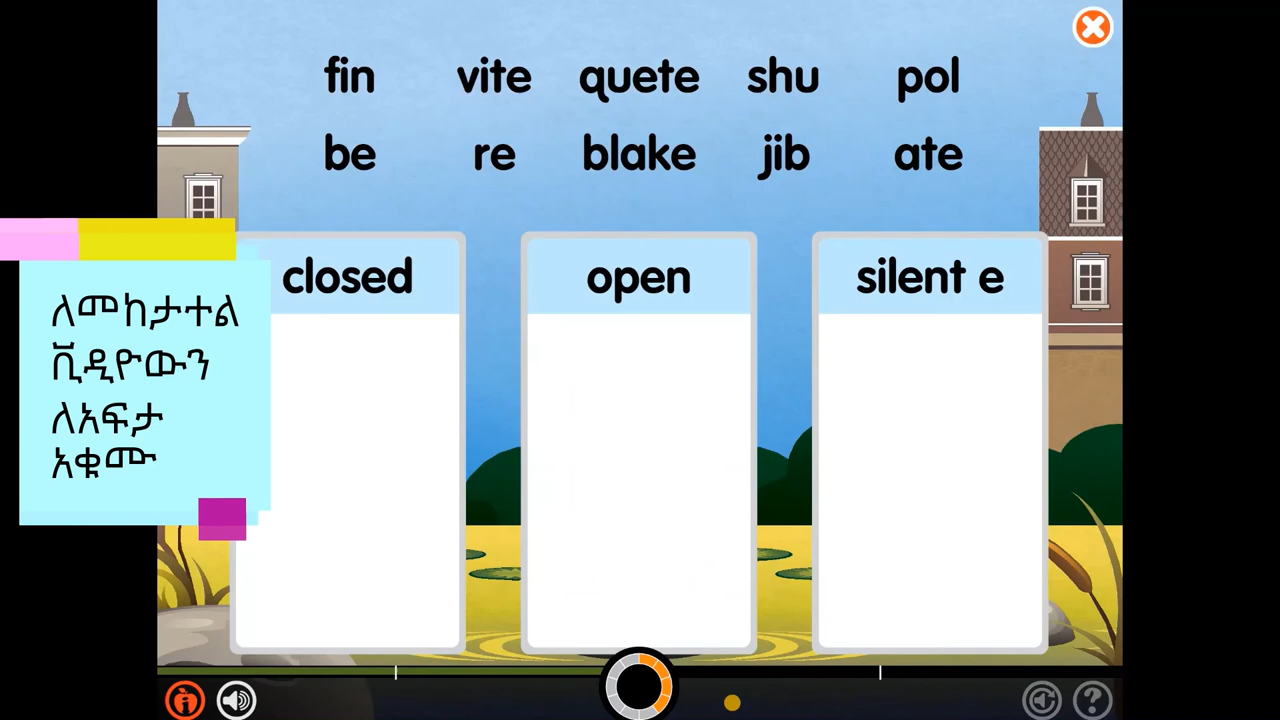 fin vite quete shu pol
be re blake jib ate
closed open silent e
ለመከታተል
ቪዲዮውን
ለአፍታ
አቁሙ